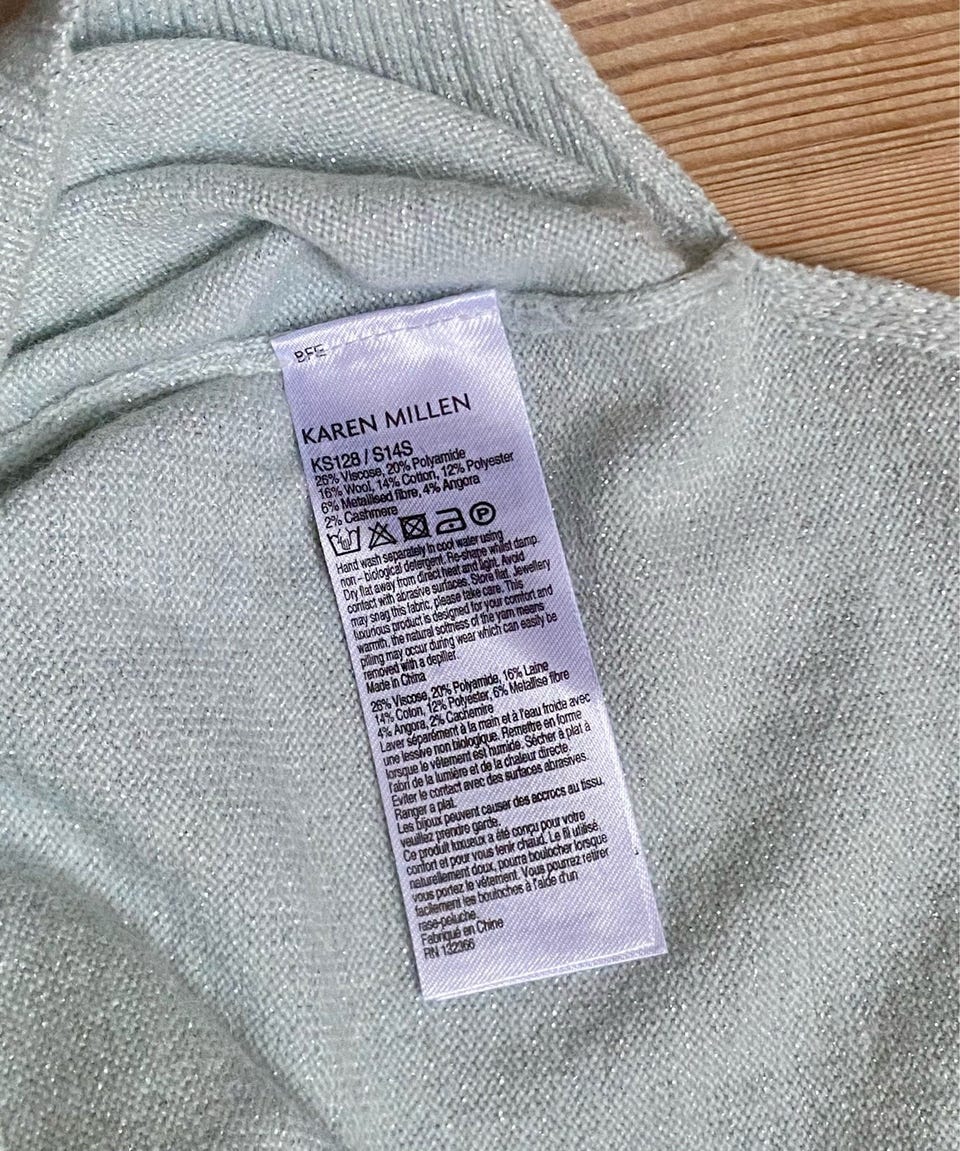 BFE
KAREN MILLEN
KS128 / S14S
26% Viscose, 20% Polyamide
16% Wool, 14% Cotton, 12% Polyester
6% Metallised fibre, 4% Angora
2% Cashmere
P
Hand wash separately in cool water using
non - biological detergent. Re-shape whilst damp.
Dry flat away from direct heat and light. Avoid
contact with abrasive surfaces. Store flat. Jewellery
may snag this fabric, please take care. This
luxurious product is designed for your comfort and
warmth, the natural softness of the yarn means
pilling may occur during wear which can easily be
removed with a depiller.
Made in China
26% Viscose, 20% Polyamide, 16% Laine
14% Coton, 12% Polyester, 6% Metallise fibre
4% Angora, 2% Cachemire
Laver séparément à la main et à l'eau froide avec
une lessive non biologique. Remettre en forme
lorsque le vêtement est humide. Sécher à plat à
l'abri de la lumière et de la chaleur directe.
Eviter le contact avec des surfaces abrasives.
Ranger a plat.
Les bijoux peuvent causer des accrocs au tissu.
veuillez prendre garde.
Ce produit luxueux a été conçu pour votre
confort et pour vous tenir chaud. Le fil utilisé,
naturellement doux, pourra boulocher lorsque
vous portez le vêtement. Vous pourrez retirer
facilement les bouloches à l'aide d'un
rase-peluche.
Fabriqué en Chine
RN 132366